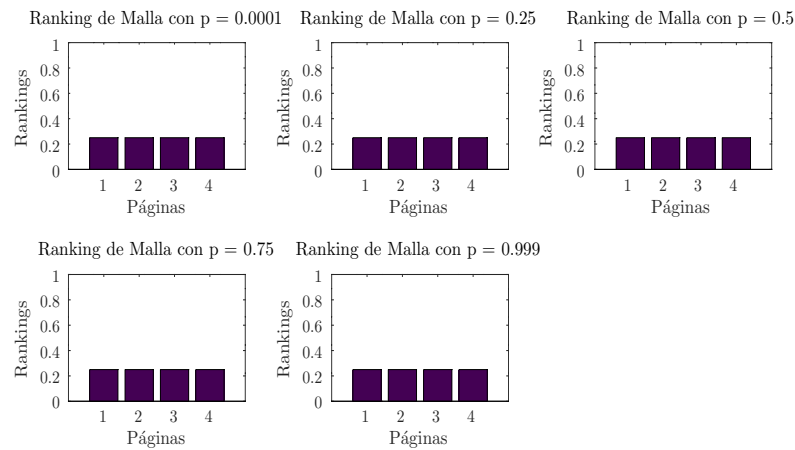 Ranking de Malla con p = 0.0001
1
0.8
0.6
0.4
0.2
0
Rankings
1 2 3 4
Páginas
Ranking de Malla con p = 0.25
1
0.8
0.6
0.4
0.2
0
Rankings
1 2 3 4
Páginas
Ranking de Malla con p = 0.5
1
0.8
0.6
0.4
0.2
0
Rankings
1 2 3 4
Páginas
Ranking de Malla con p = 0.75
1
0.8
0.6
0.4
0.2
0
Rankings
1 2 3 4
Páginas
Ranking de Malla con p = 0.999
1
0.8
0.6
0.4
0.2
0
Rankings
1 2 3 4
Páginas